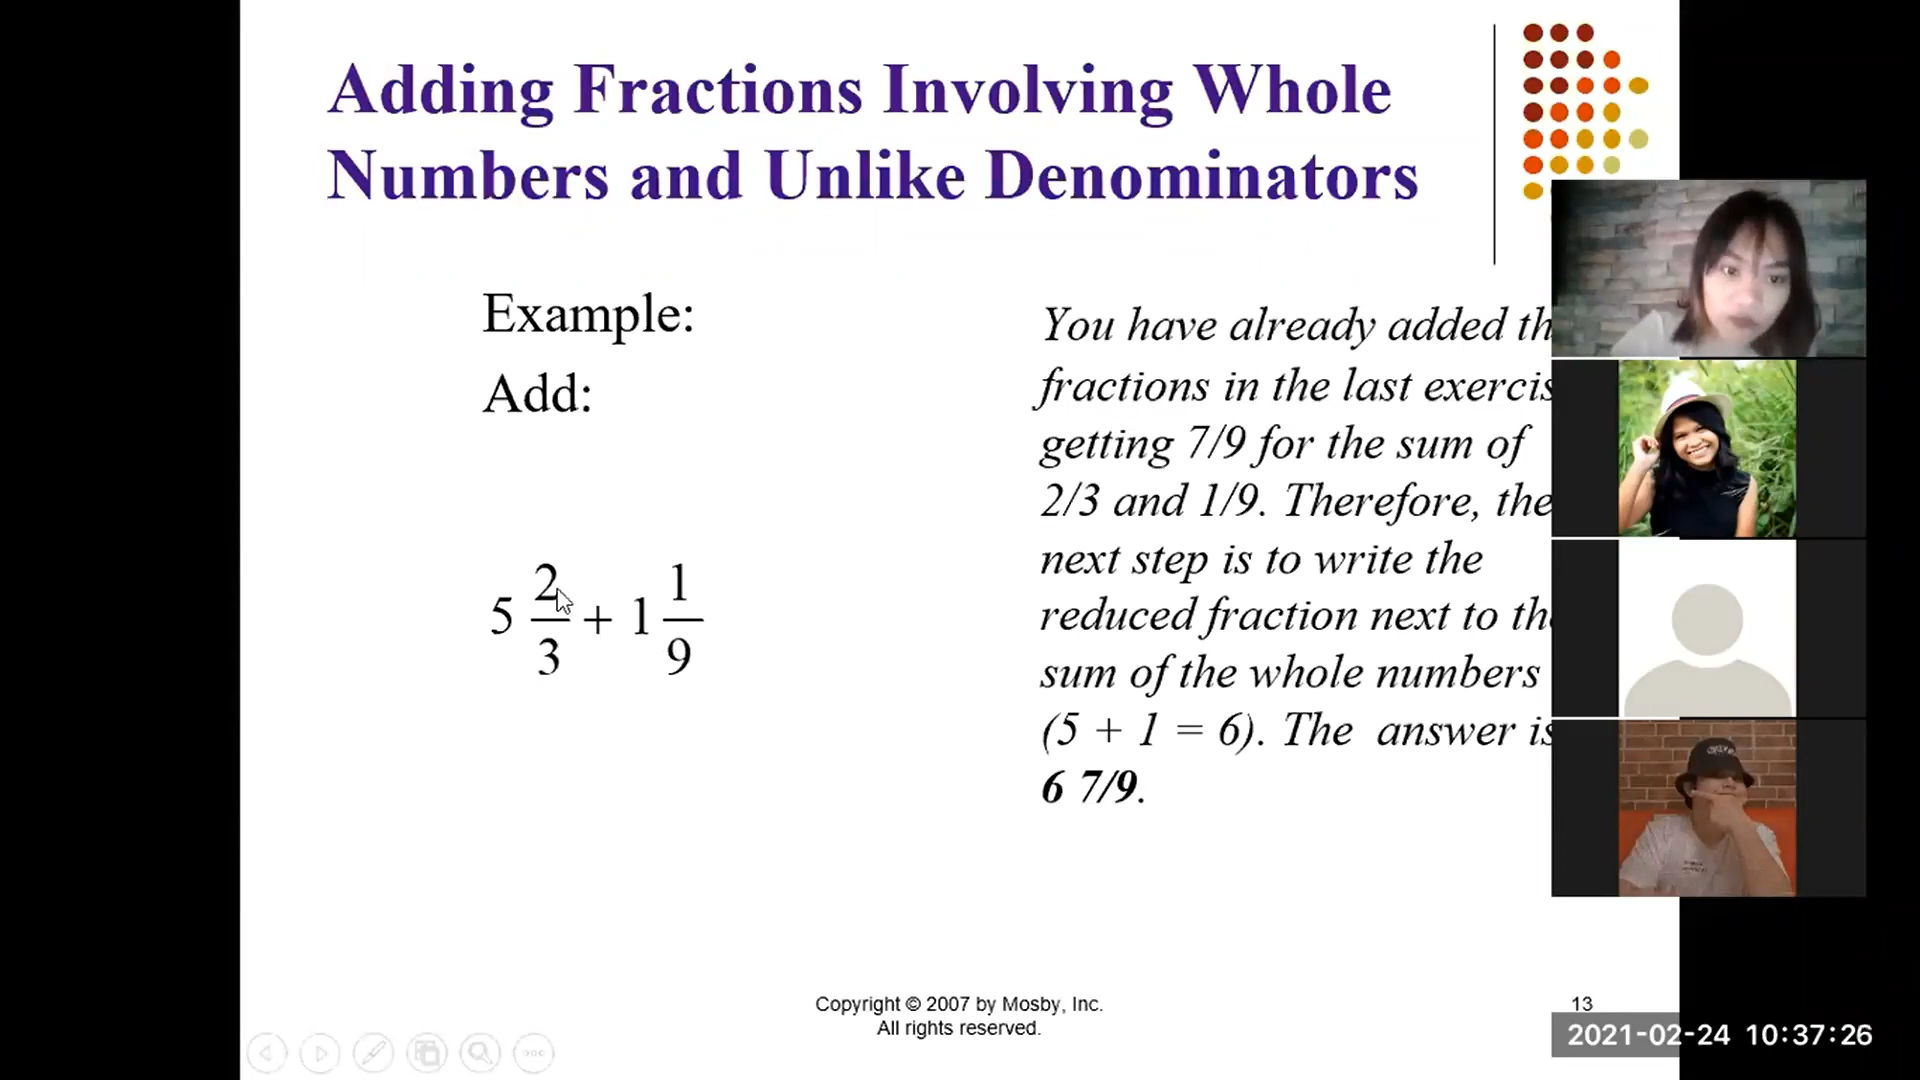 Adding Fractions Involving Whole
Numbers and Unlike Denominators
Example:
Add:
5 2/3 + 1 1/9
You have already added
fractions in the last
getting 7/9 for the sum of
2/3 and 1/9. Therefore, the
next step is to write the
reduced fraction next to
sum of the whole numbers
(5 + 1 = 6). The answer is
6 7/9.
Copyright © 2007 by Mosby, Inc.
All rights reserved.
13
2021-02-24 10:37:26